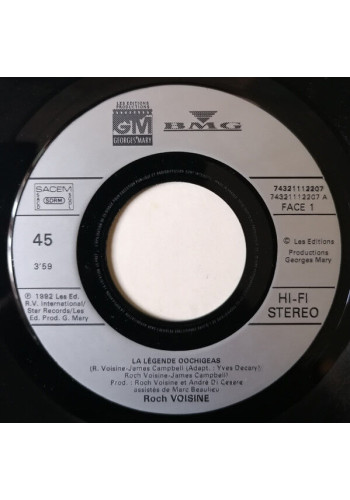 LES EDITIONS
PRODUCTIONS
GM
GEORGES MARY
BMG
SACEM
SDRM
74321112207
74321112207 A
FACE 1
45
3'59
© Les Editions
Productions
Georges Mary
℗ 1992 Les Ed.
R.V. International/
Star Records/Les
Ed. Prod. G. Mary
HI-FI
STEREO
LA LÉGENDE OOCHIGEAS
(R. Voisine-James Campbell (Adapt. : Yves Decary)
Roch Voisine-James Campbell)
Prod. : Roch Voisine et André Di Cesare
assistés de Marc Beaulieu
Roch VOISINE